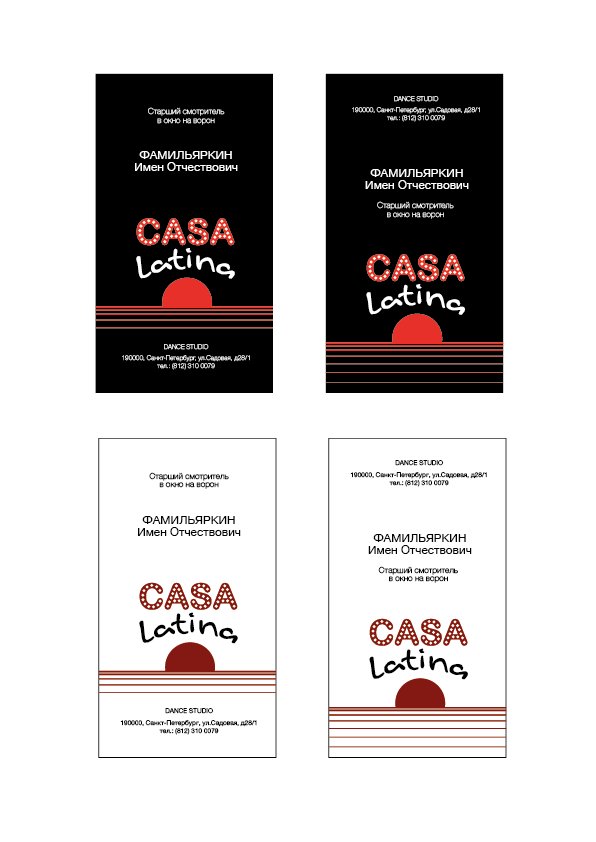 Старший смотритель
в окно на ворон
ФАМИЛЬЯРКИН
Имен Отчествович
CASA
Latina
DANCE STUDIO
190000, Санкт-Петербург, ул.Садовая, д28/1
тел.: (812) 310 0079
DANCE STUDIO
190000, Санкт-Петербург, ул.Садовая, д28/1
тел.: (812) 310 0079
ФАМИЛЬЯРКИН
Имен Отчествович
Старший смотритель
в окно на ворон
CASA
Latina
Старший смотритель
в окно на ворон
ФАМИЛЬЯРКИН
Имен Отчествович
CASA
Latina
DANCE STUDIO
190000, Санкт-Петербург, ул.Садовая, д28/1
тел.: (812) 310 0079
DANCE STUDIO
190000, Санкт-Петербург, ул.Садовая, д28/1
тел.: (812) 310 0079
ФАМИЛЬЯРКИН
Имен Отчествович
Старший смотритель
в окно на ворон
CASA
Latina